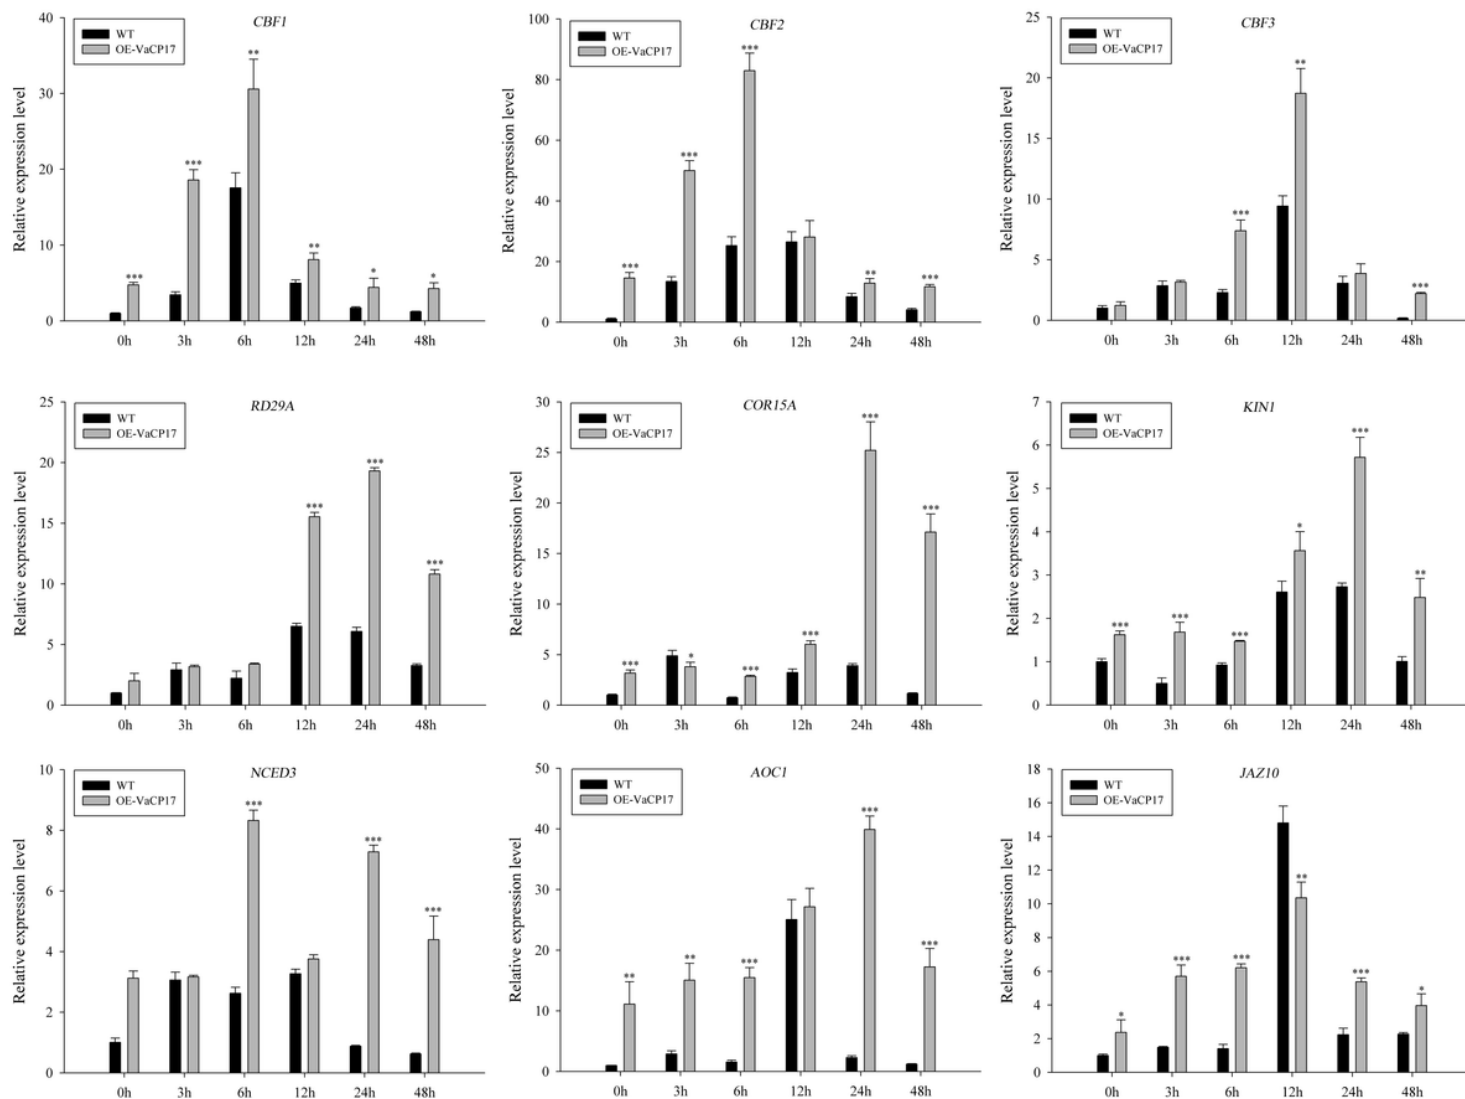 CBF1
WT
OE-VaCP17
Relative expression level
40
30
20
10
0
***
***
**
**
*
*
0h 3h 6h 12h 24h 48h
CBF2
WT
OE-VaCP17
Relative expression level
100
80
60
40
20
0
***
***
***
**
***
0h 3h 6h 12h 24h 48h
CBF3
WT
OE-VaCP17
Relative expression level
25
20
15
10
5
0
***
**
***
0h 3h 6h 12h 24h 48h
RD29A
WT
OE-VaCP17
Relative expression level
25
20
15
10
5
0
***
***
***
0h 3h 6h 12h 24h 48h
COR15A
WT
OE-VaCP17
Relative expression level
30
25
20
15
10
5
0
***
*
***
***
***
***
0h 3h 6h 12h 24h 48h
KIN1
WT
OE-VaCP17
Relative expression level
7
6
5
4
3
2
1
0
***
***
***
*
***
**
0h 3h 6h 12h 24h 48h
NCED3
WT
OE-VaCP17
Relative expression level
10
8
6
4
2
0
***
***
***
0h 3h 6h 12h 24h 48h
AOC1
WT
OE-VaCP17
Relative expression level
50
40
30
20
10
0
**
**
***
***
***
0h 3h 6h 12h 24h 48h
JAZ10
WT
OE-VaCP17
Relative expression level
18
16
14
12
10
8
6
4
2
0
*
***
***
**
***
*
0h 3h 6h 12h 24h 48h